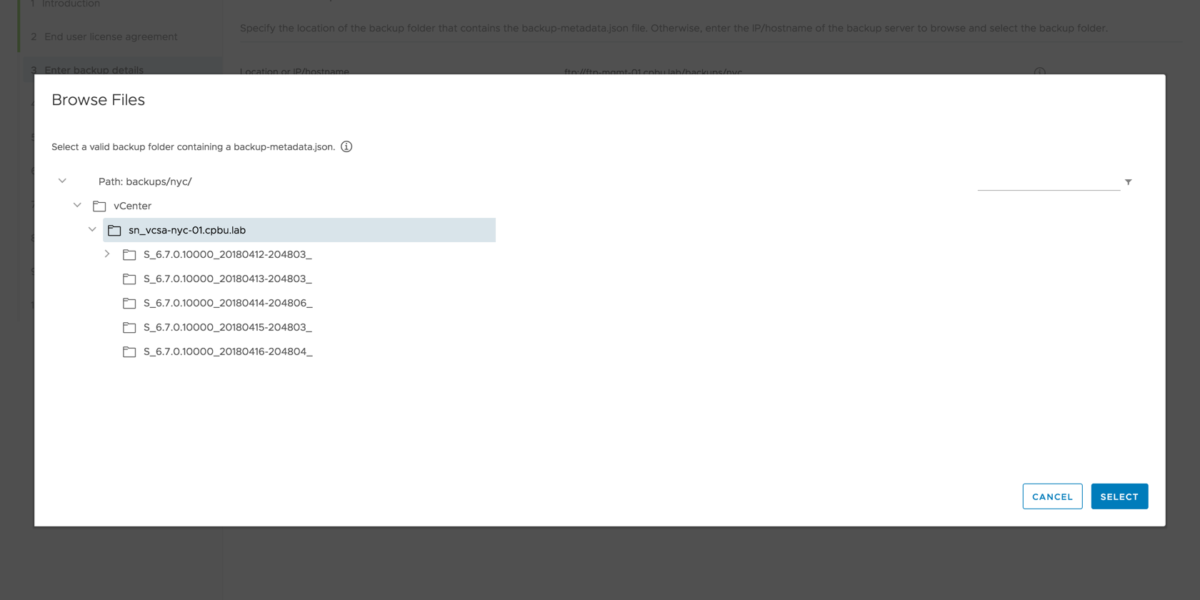 1 Introduction
2 End user license agreement
Specify the location of the backup folder that contains the backup-metadata.json file. Otherwise, enter the IP/hostname of the backup server to browse and select the backup folder.
3 Enter backup details
Location or IP/hostname ftp://ftp-mgmt-01.cpbu.lab/backups/nyc
Browse Files
Select a valid backup folder containing a backup-metadata.json.
Path: backups/nyc/
vCenter
sn_vcsa-nyc-01.cpbu.lab
S_6.7.0.10000_20180412-204803_
S_6.7.0.10000_20180413-204803_
S_6.7.0.10000_20180414-204806_
S_6.7.0.10000_20180415-204803_
S_6.7.0.10000_20180416-204804_
CANCEL SELECT